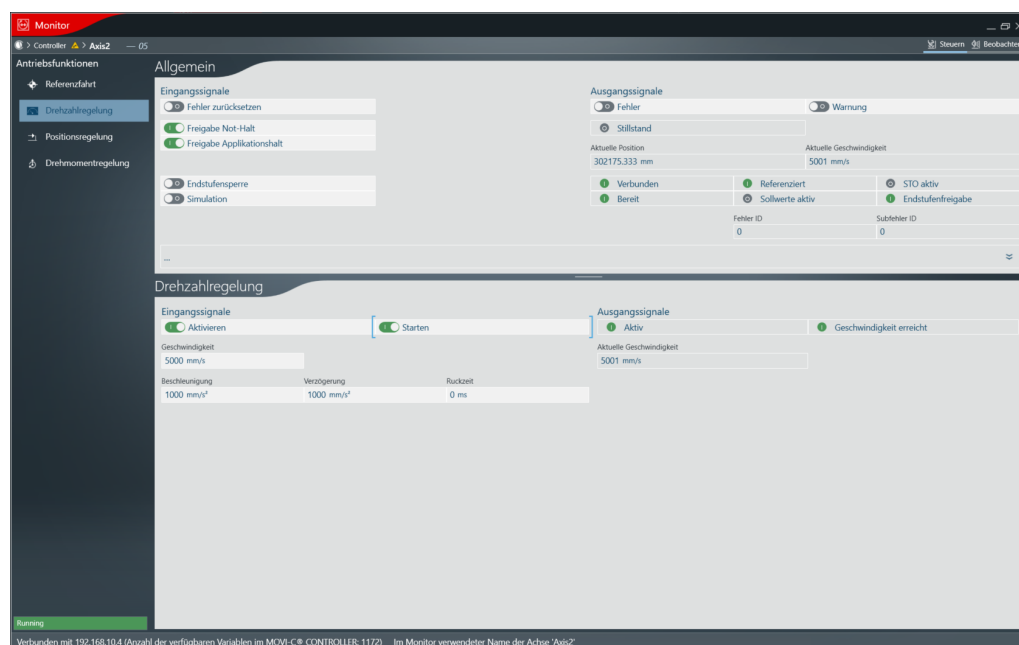 Monitor
Controller > Axis2 — 05
Steuern Beobachten
Antriebsfunktionen
Referenzfahrt
Drehzahlregelung
Positionsregelung
Drehmomentregelung
Allgemein
Eingangssignale
Fehler zurücksetzen
Freigabe Not-Halt
Freigabe Applikationshalt
Endstufensperre
Simulation
Ausgangssignale
Fehler
Warnung
Stillstand
Aktuelle Position
Aktuelle Geschwindigkeit
302175.333 mm
5001 mm/s
Verbunden
Referenziert
STO aktiv
Bereit
Sollwerte aktiv
Endstufenfreigabe
Fehler ID
Subfehler ID
0
0
...
Drehzahlregelung
Eingangssignale
Aktivieren
Starten
Geschwindigkeit
5000 mm/s
Beschleunigung
Verzögerung
Ruckzeit
1000 mm/s²
1000 mm/s²
0 ms
Ausgangssignale
Aktiv
Geschwindigkeit erreicht
Aktuelle Geschwindigkeit
5001 mm/s
Running
Verbunden mit 192.168.10.4 (Anzahl der verfügbaren Variablen im MOVI-C® CONTROLLER: 1172) Im Monitor verwendeter Name der Achse 'Axis2'